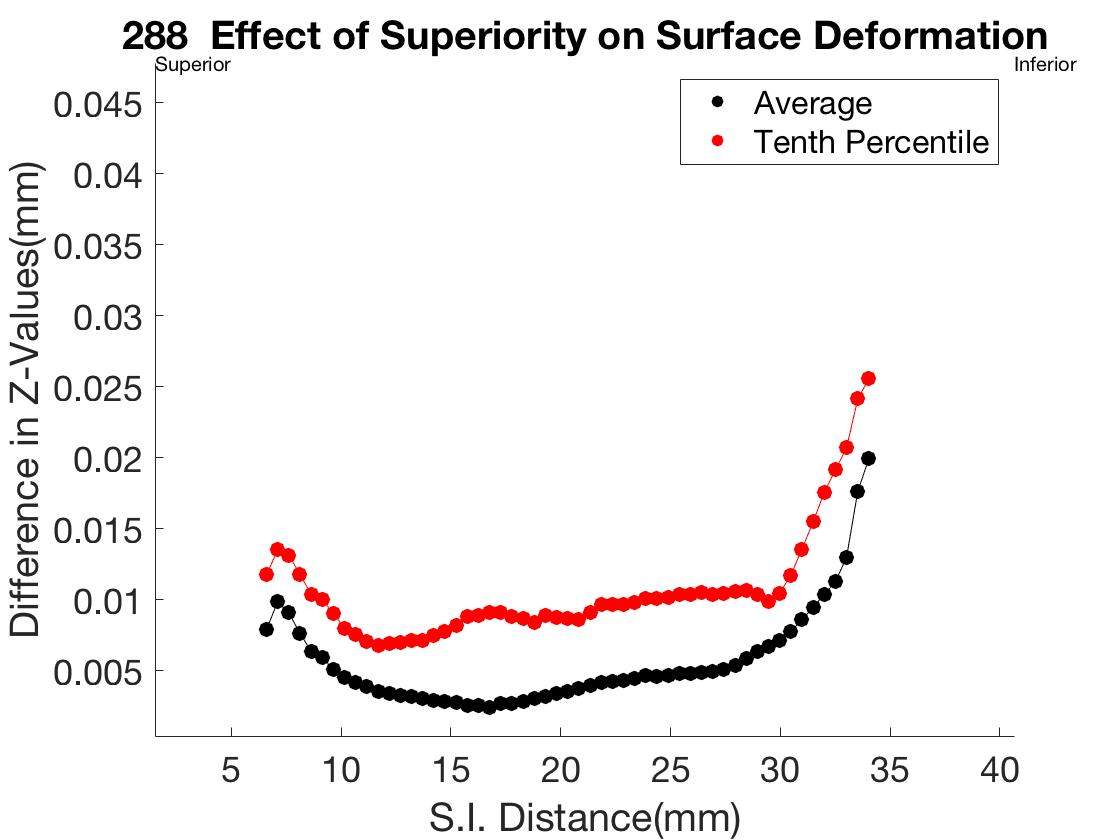 288  Effect of Superiority on Surface Deformation
Superior
Inferior
Average
Tenth Percentile
0.045
0.04
0.035
0.03
0.025
0.02
0.015
0.01
0.005
Difference in Z-Values(mm)
5 10 15 20 25 30 35 40
S.I. Distance(mm)